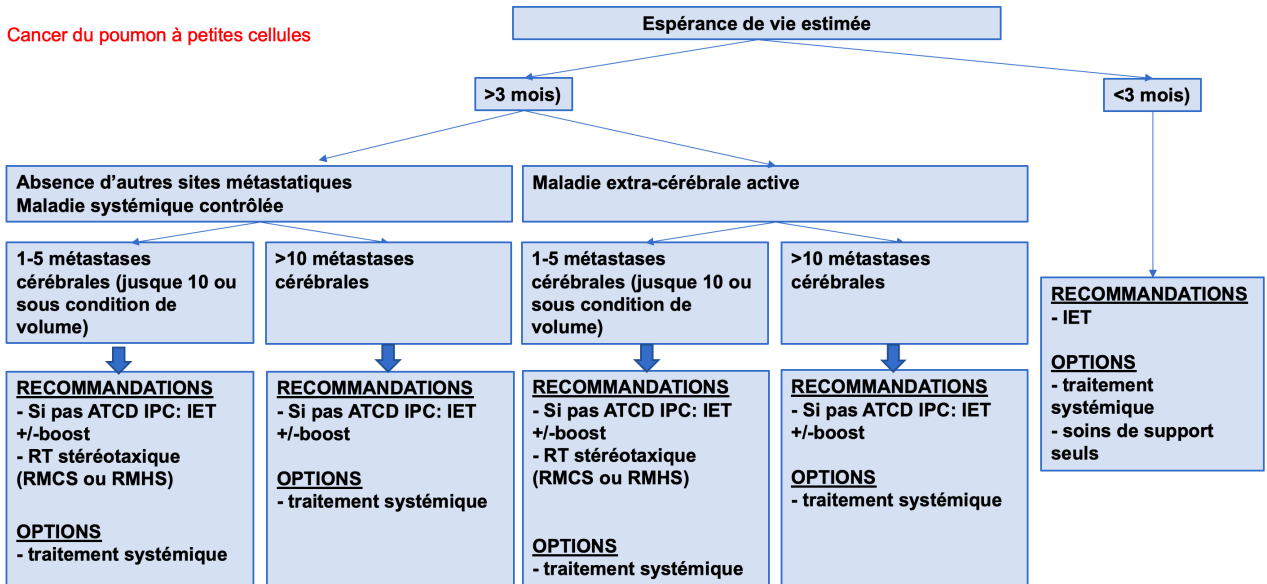 Cancer du poumon à petites cellules
Espérance de vie estimée
>3 mois)
<3 mois)
Absence d'autres sites métastatiques
Maladie systémique contrôlée
Maladie extra-cérébrale active
1-5 métastases
cérébrales (jusque 10 ou
sous condition de
volume)
>10 métastases
cérébrales
1-5 métastases
cérébrales (jusque 10 ou
sous condition de
volume)
>10 métastases
cérébrales
RECOMMANDATIONS
- Si pas ATCD IPC: IET
+/-boost
- RT stéréotaxique
(RMCS ou RMHS)
OPTIONS
- traitement systémique
RECOMMANDATIONS
- Si pas ATCD IPC: IET
+/-boost
OPTIONS
- traitement systémique
RECOMMANDATIONS
- Si pas ATCD IPC: IET
+/-boost
- RT stéréotaxique
(RMCS ou RMHS)
OPTIONS
- traitement systémique
RECOMMANDATIONS
- Si pas ATCD IPC: IET
+/-boost
OPTIONS
- traitement systémique
RECOMMANDATIONS
- IET
OPTIONS
- traitement
systémique
- soins de support
seuls